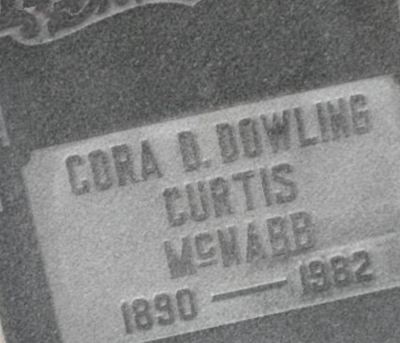 CORA D. DOWLING
CURTIS
McNABB
1890 — 1982